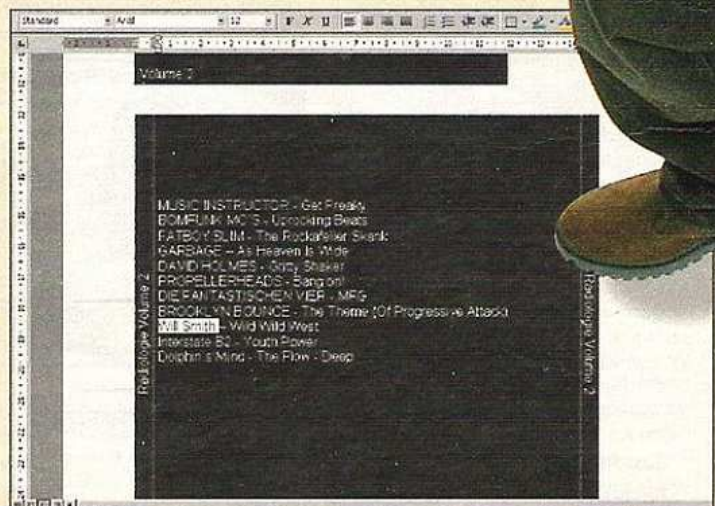 Standard Arial 12 F K U
Volume 2
MUSIC INSTRUCTOR - Get Freaky
BOMFUNK MC'S - Uprocking Beats
FATBOY SLIM - The Rockafeller Skank
GARBAGE – As Heaven Is Wide
DAVID HOLMES - Gritty Shaker
PROPELLERHEADS - Bang on!
DIE FANTASTISCHEN VIER - MFG
BROOKLYN BOUNCE - The Theme (Of Progressive Attack)
Will Smith – Wild Wild West
Interstate 82 - Youth Power
Dolphin's Mind - The Flow - Deep
Radiologie Volume 2
Radiologie Volume 2